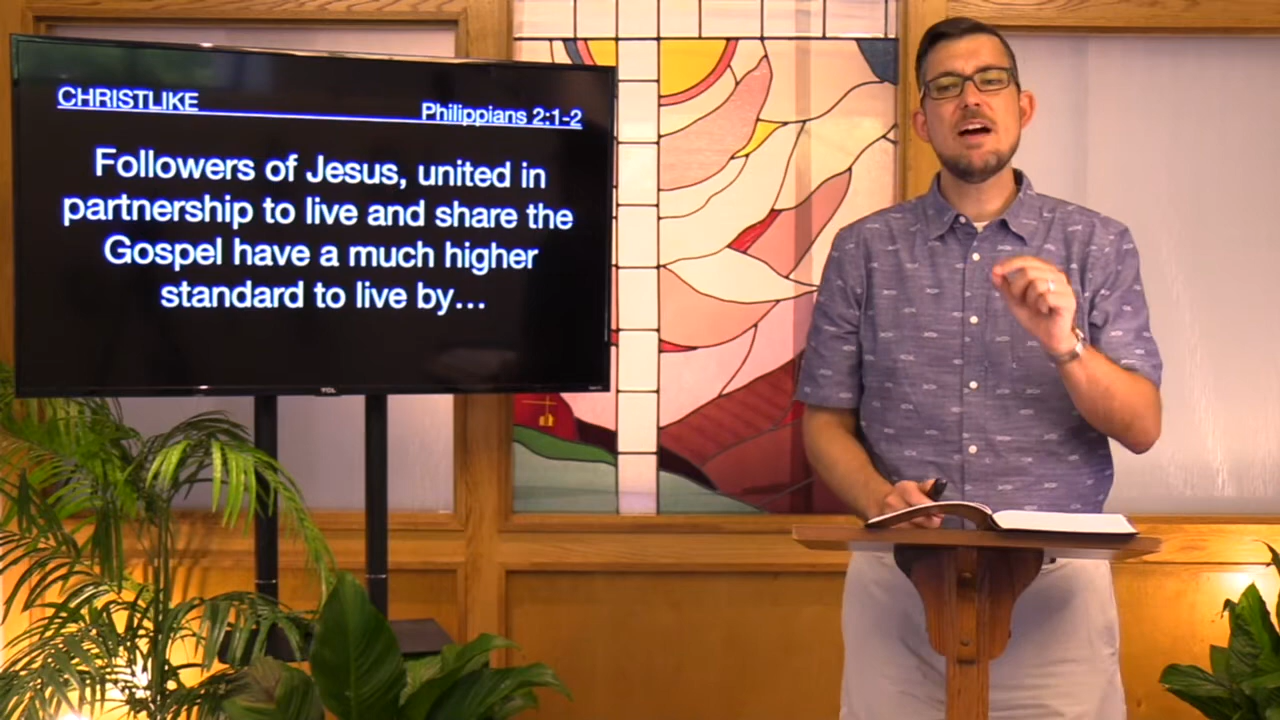 CHRISTLIKE
Philippians 2:1-2
Followers of Jesus, united in
partnership to live and share the
Gospel have a much higher
standard to live by...
TCL